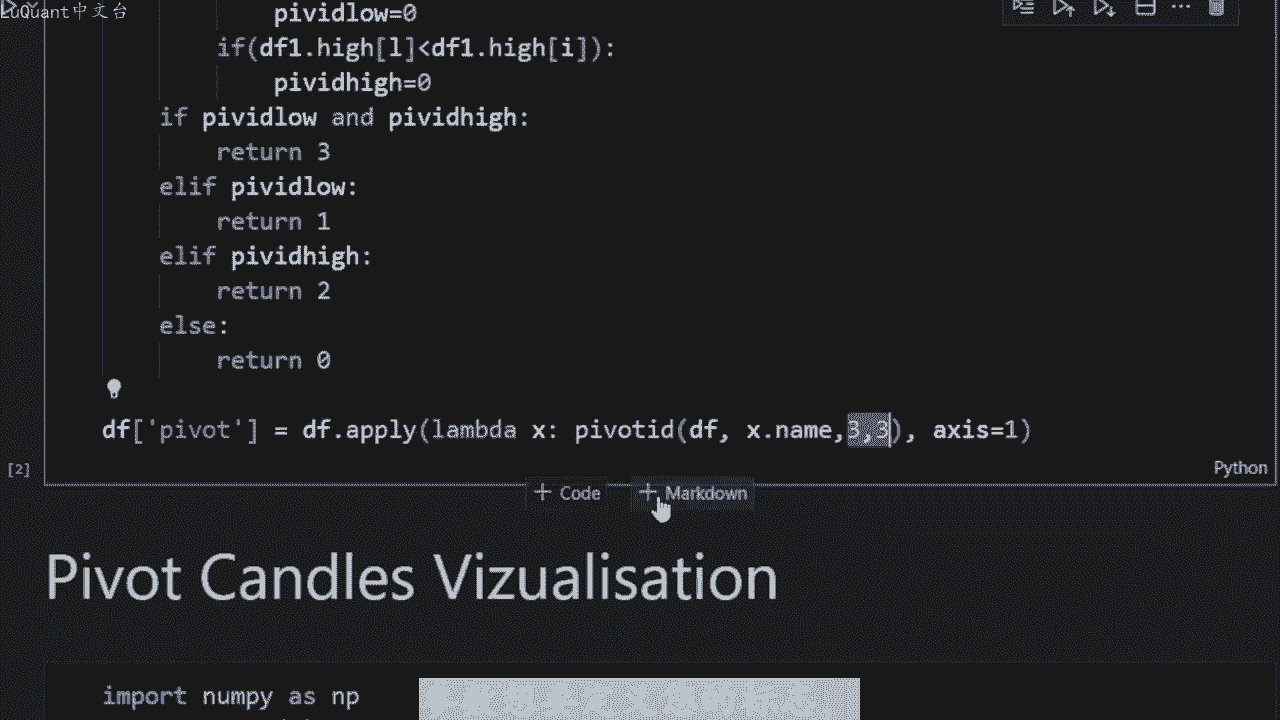 LuQuant中文台
pividlow=0
if(df1.high[l]<df1.high[i]):
pividhigh=0
if pividlow and pividhigh:
return 3
elif pividlow:
return 1
elif pividhigh:
return 2
else:
return 0
df['pivot'] = df.apply(lambda x: pivotid(df, x.name,3,3), axis=1)
[2]
Python
+ Code + Markdown
Pivot Candles Vizualisation
import numpy as np